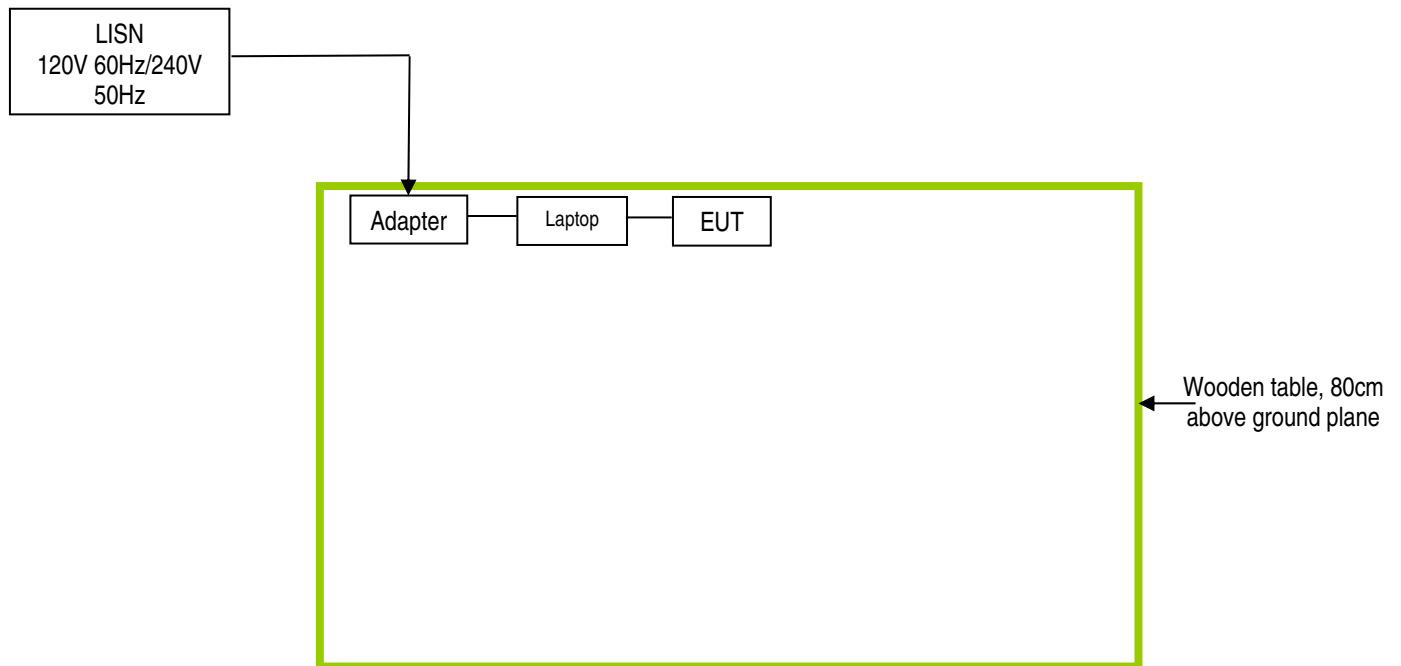 LISN
120V 60Hz/240V
50Hz
Adapter
Laptop
EUT
Wooden table, 80cm
above ground plane